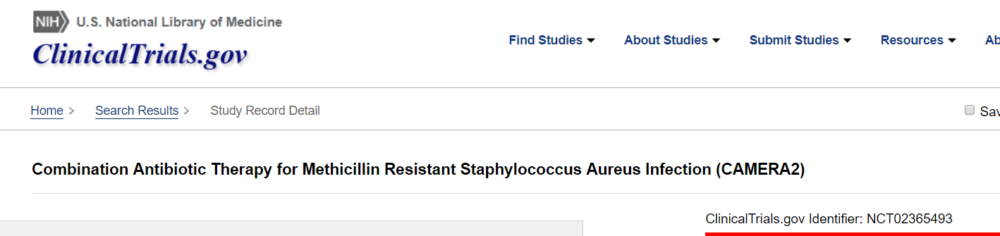 NIH U.S. National Library of Medicine
ClinicalTrials.gov
Find Studies About Studies Submit Studies Resources Ab
Home > Search Results > Study Record Detail
Sav
Combination Antibiotic Therapy for Methicillin Resistant Staphylococcus Aureus Infection (CAMERA2)
ClinicalTrials.gov Identifier: NCT02365493